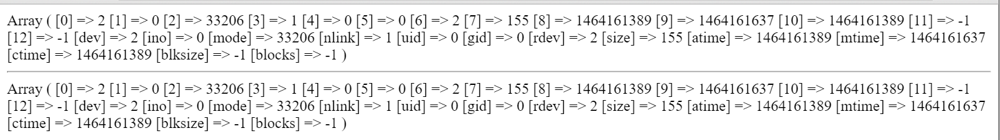 Array ( [0] => 2 [1] => 0 [2] => 33206 [3] => 1 [4] => 0 [5] => 0 [6] => 2 [7] => 155 [8] => 1464161389 [9] => 1464161637 [10] => 1464161389 [11] => -1
[12] => -1 [dev] => 2 [ino] => 0 [mode] => 33206 [nlink] => 1 [uid] => 0 [gid] => 0 [rdev] => 2 [size] => 155 [atime] => 1464161389 [mtime] => 1464161637
[ctime] => 1464161389 [blksize] => -1 [blocks] => -1 )
Array ( [0] => 2 [1] => 0 [2] => 33206 [3] => 1 [4] => 0 [5] => 0 [6] => 2 [7] => 155 [8] => 1464161389 [9] => 1464161637 [10] => 1464161389 [11] => -1
[12] => -1 [dev] => 2 [ino] => 0 [mode] => 33206 [nlink] => 1 [uid] => 0 [gid] => 0 [rdev] => 2 [size] => 155 [atime] => 1464161389 [mtime] => 1464161637
[ctime] => 1464161389 [blksize] => -1 [blocks] => -1 )